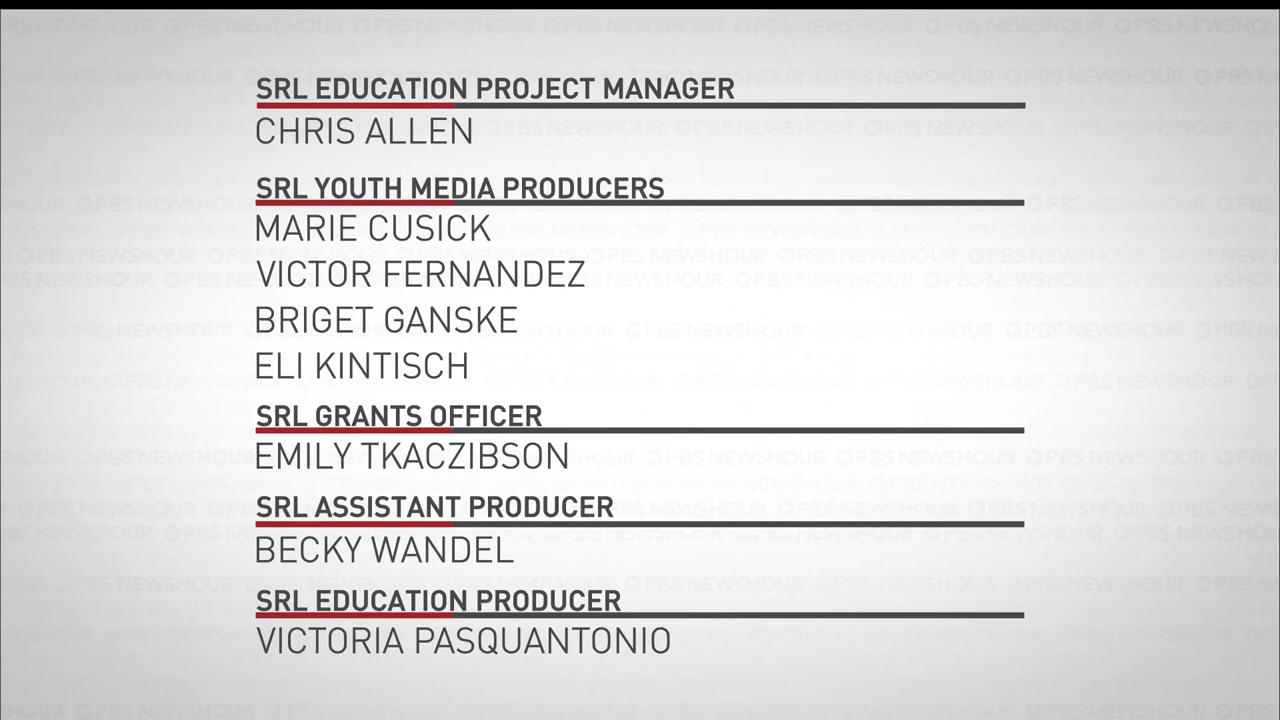 SRL EDUCATION PROJECT MANAGER
CHRIS ALLEN
SRL YOUTH MEDIA PRODUCERS
MARIE CUSICK
VICTOR FERNANDEZ
BRIGET GANSKE
ELI KINTISCH
SRL GRANTS OFFICER
EMILY TKACZIBSON
SRL ASSISTANT PRODUCER
BECKY WANDEL
SRL EDUCATION PRODUCER
VICTORIA PASQUANTONIO